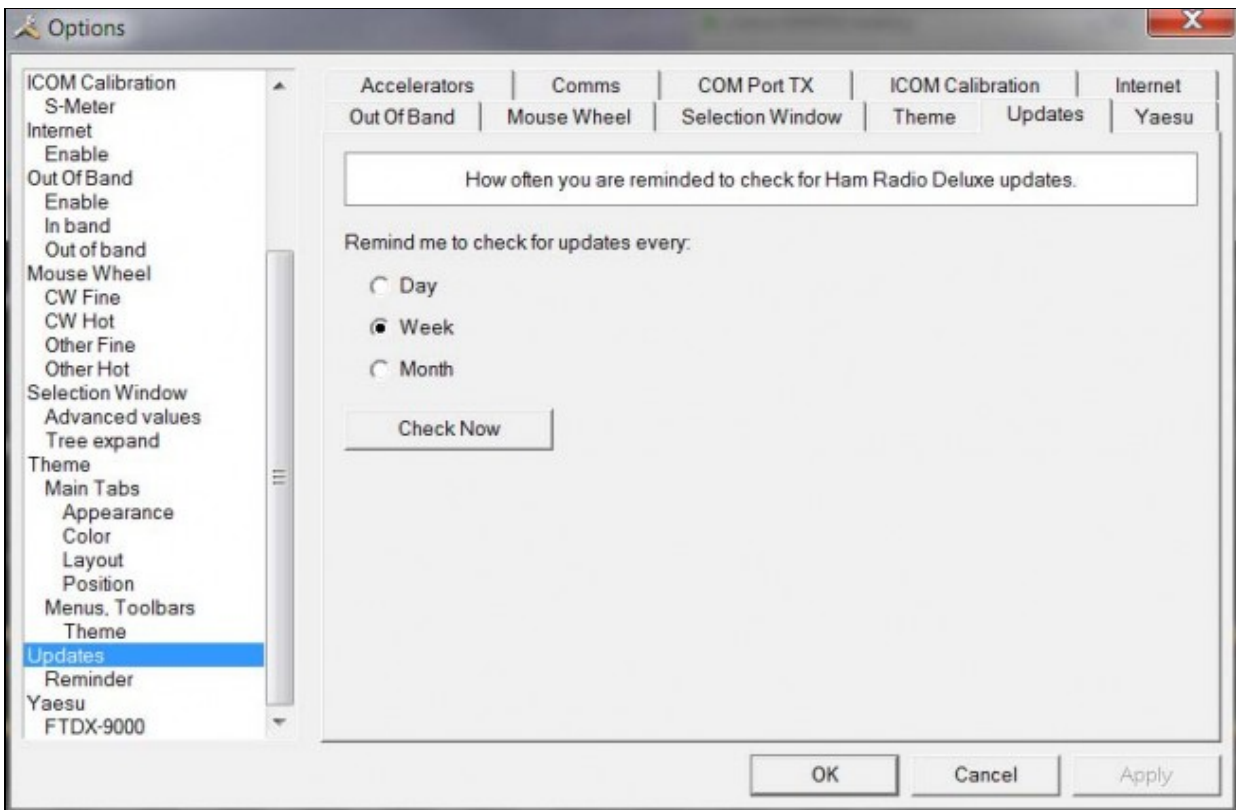 Options
ICOM Calibration
S-Meter
Internet
Enable
Out Of Band
Enable
In band
Out of band
Mouse Wheel
CW Fine
CW Hot
Other Fine
Other Hot
Selection Window
Advanced values
Tree expand
Theme
Main Tabs
Appearance
Color
Layout
Position
Menus, Toolbars
Theme
Updates
Reminder
Yaesu
FTDX-9000
Accelerators Comms COM Port TX ICOM Calibration Internet
Out Of Band Mouse Wheel Selection Window Theme Updates Yaesu
How often you are reminded to check for Ham Radio Deluxe updates.
Remind me to check for updates every:
Day
Week
Month
Check Now
OK Cancel Apply